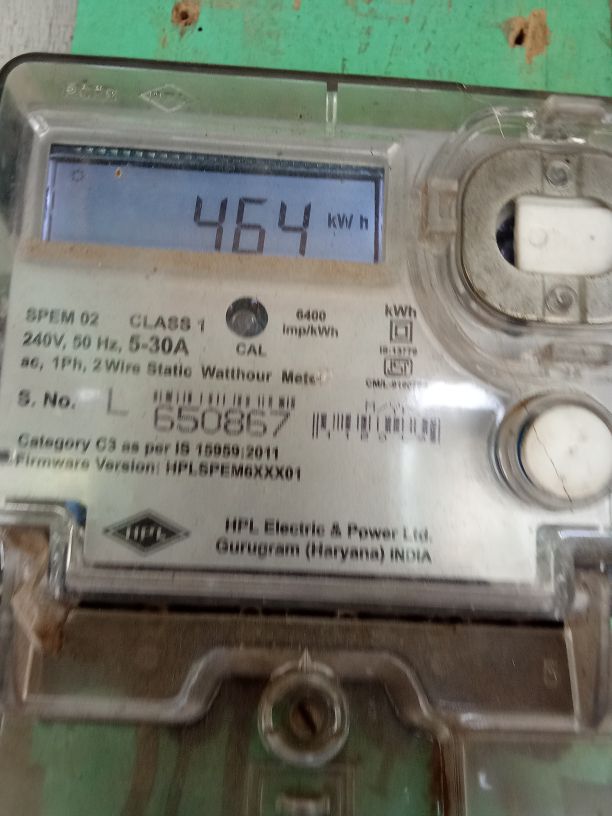 464 kWh
SPEM 02 CLASS 1
6400 imp/kWh
kWh
240V, 50 Hz, 5-30A
CAL
IS:13779
ac, 1Ph, 2 Wire Static Watthour Meter
S. No. L 650867
Category C3 as per IS 15959:2011
Firmware Version: HPLSPEM6XXX01
HPL
HPL Electric & Power Ltd.
Gurugram (Haryana) INDIA